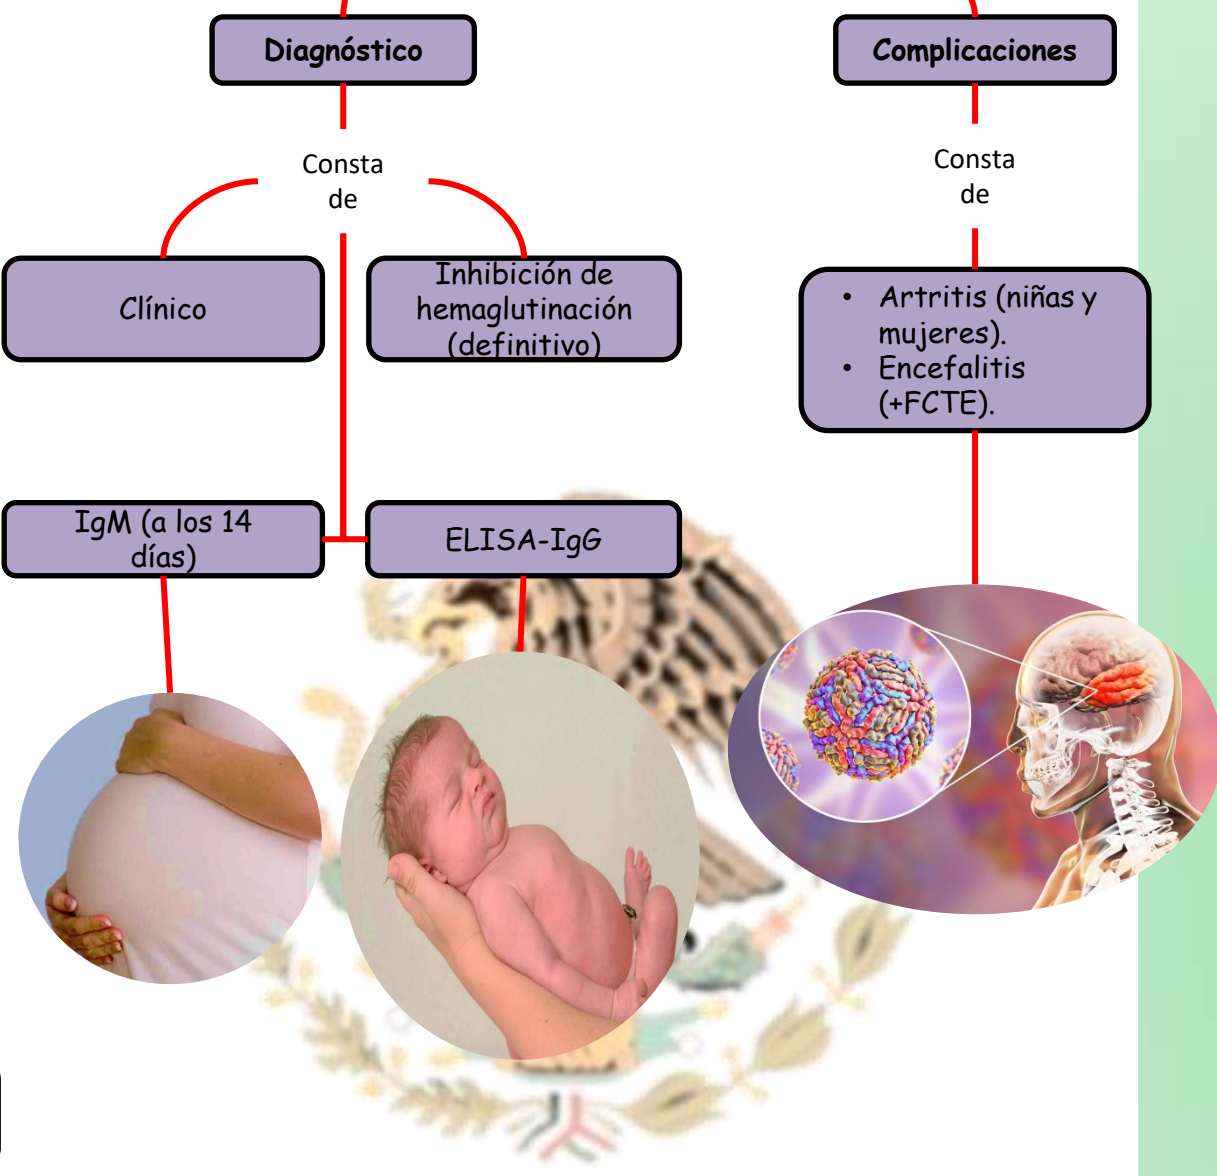 Diagnóstico
Consta
de
Clínico
Inhibición de
hemaglutinación
(definitivo)
IgM (a los 14
días)
ELISA-IgG
Complicaciones
Consta
de
• Artritis (niñas y
mujeres).
• Encefalitis
(+FCTE).